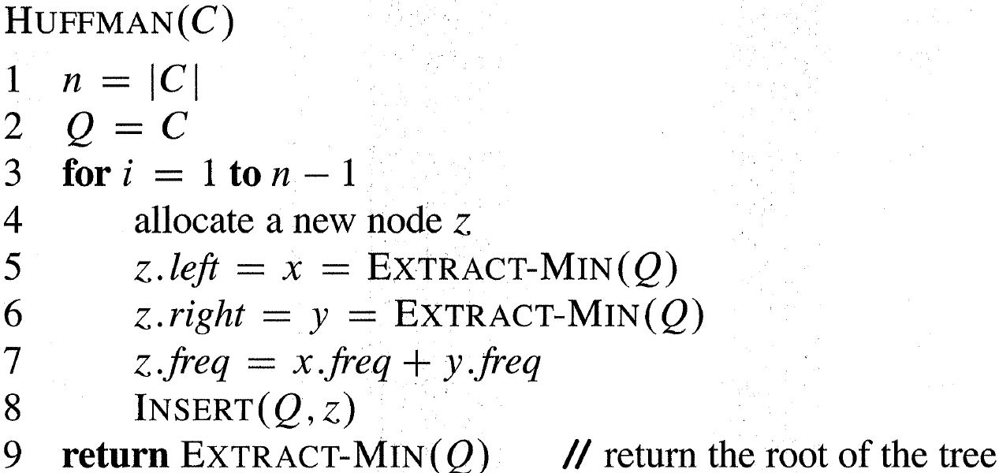 HUFFMAN(C)
1 n = |C|
2 Q = C
3 for i = 1 to n − 1
4 allocate a new node z
5 z.left = x = EXTRACT-MIN(Q)
6 z.right = y = EXTRACT-MIN(Q)
7 z.freq = x.freq + y.freq
8 INSERT(Q, z)
9 return EXTRACT-MIN(Q) // return the root of the tree